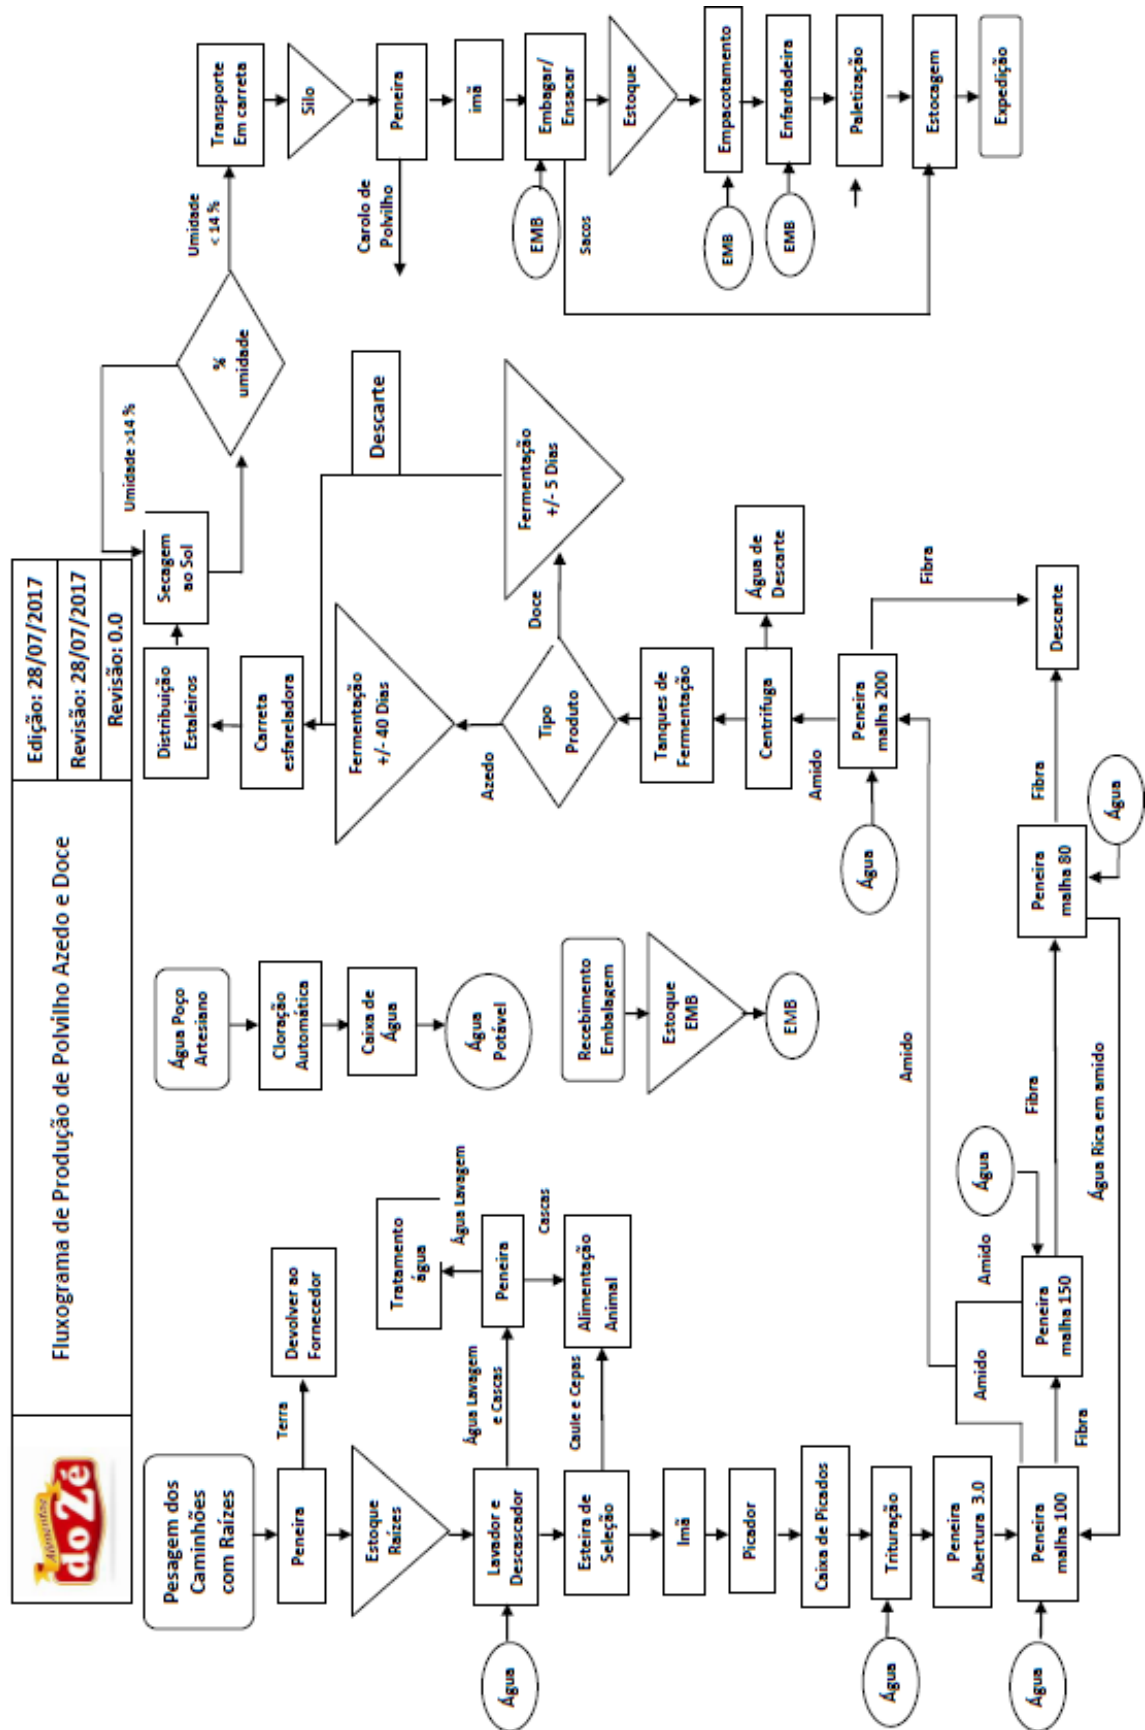 Alimentos
do Zé
Fluxograma de Produção de Polvilho Azedo e Doce
Edição: 28/07/2017
Revisão: 28/07/2017
Revisão: 0.0
Pesagem dos
Caminhões
com Raízes
Peneira
Terra
Devolver ao
Fornecedor
Estoque
Raízes
Lavador e
Descascador
Água
Água Lavagem
e Cascas
Peneira
Água Lavagem
Tratamento
água
Cascas
Alimentação
Animal
Esteira de
Seleção
Caule e Cepas
Imã
Picador
Caixa de Picados
Trituração
Água
Peneira
Abertura 3.0
Peneira
malha 100
Água
Fibra
Amido
Peneira
malha 150
Água
Amido
Fibra
Água Rica em amido
Peneira
malha 80
Água
Fibra
Descarte
Água Poço
Artesiano
Cloração
Automática
Caixa de
Água
Água
Potável
Recebimento
Embalagem
Estoque
EMB
EMB
Amido
Peneira
malha 200
Água
Fibra
Amido
Centrífuga
Água de
Descarte
Tanques de
Fermentação
Tipo
Produto
Azedo
Doce
Fermentação
+/- 40 Dias
Fermentação
+/- 5 Dias
Descarte
Carreta
esfareladora
Distribuição
Estaleiros
Secagem
ao Sol
Umidade >14 %
%
umidade
Umidade
< 14 %
Transporte
Em carreta
Silo
Peneira
Carolo de
Polvilho
imã
Embagar/
Ensacar
EMB
Sacos
Estoque
Empacotamento
EMB
Enfardadeira
EMB
Paletização
Estocagem
Expedição